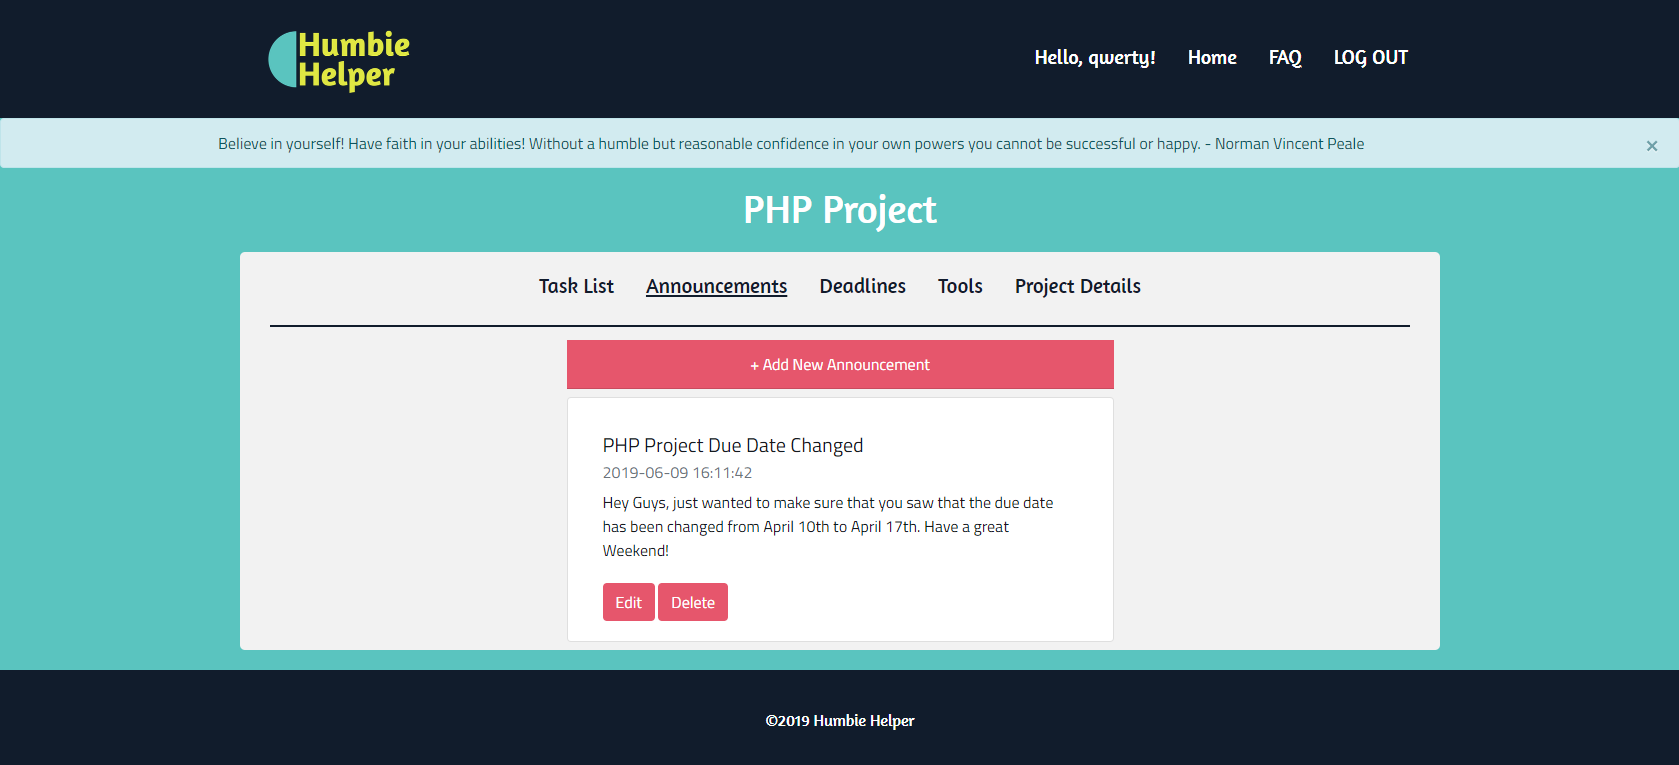 Humbie
Helper
Hello, qwerty! Home FAQ LOG OUT
Believe in yourself! Have faith in your abilities! Without a humble but reasonable confidence in your own powers you cannot be successful or happy. - Norman Vincent Peale ×
PHP Project
Task List Announcements Deadlines Tools Project Details
+ Add New Announcement
PHP Project Due Date Changed
2019-06-09 16:11:42
Hey Guys, just wanted to make sure that you saw that the due date
has been changed from April 10th to April 17th. Have a great
Weekend!
Edit Delete
©2019 Humbie Helper